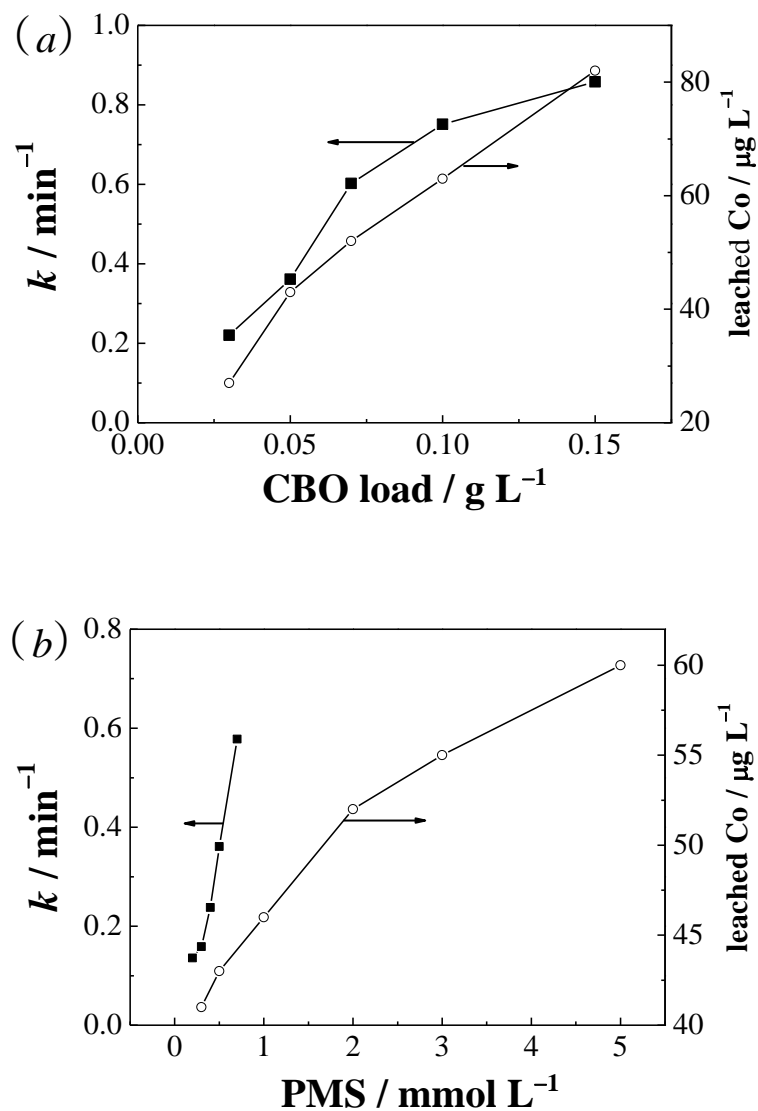 (a)
1.0
0.8
0.6
0.4
0.2
0.0
k / min⁻¹
80
60
40
20
leached Co / μg L⁻¹
0.00 0.05 0.10 0.15
CBO load / g L⁻¹
(b)
0.8
0.6
0.4
0.2
0.0
k / min⁻¹
60
55
50
45
40
leached Co / μg L⁻¹
0 1 2 3 4 5
PMS / mmol L⁻¹